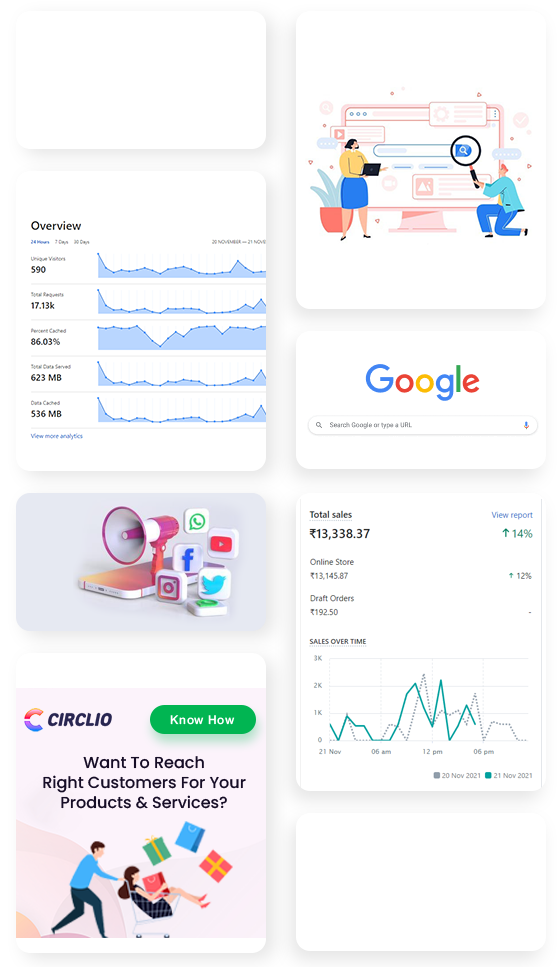 Overview
24 Hours 7 Days 30 Days
20 NOVEMBER — 21 NOVE
Unique Visitors
590
Total Requests
17.13k
Percent Cached
86.03%
Total Data Served
623 MB
Data Cached
536 MB
View more analytics
CIRCLIO
Know How
Want To Reach
Right Customers For Your
Products & Services?
Google
Search Google or type a URL
Total sales View report
₹13,338.37 14%
Online Store
₹13,145.87 12%
Draft Orders
₹192.50 -
SALES OVER TIME
3K
2K
1K
0
21 Nov 06 am 12 pm 06 pm
20 Nov 2021 21 Nov 2021